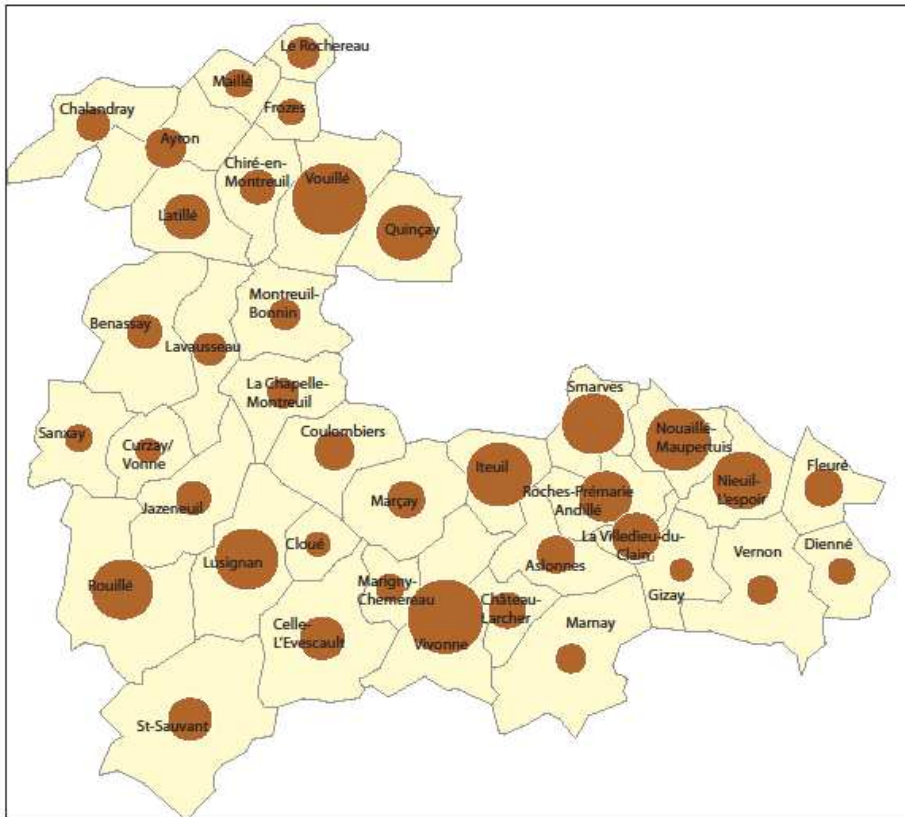 Le Rochereau
Maillé
Chalandray
Frozes
Ayron
Chiré-en-
Montreuil
Vouillé
Latillé
Quinçay
Montreuil-
Bonnin
Benassay
Lavausseau
La Chapelle-
Montreuil
Smarves
Sanxay
Curzay/
Vonne
Coulombiers
Nouaillé-
Maupertuis
Iteuil
Fleuré
Nieuil-
L'espoir
Roches-Prémarie
Andillé
Marçay
Jazeneuil
La Villedieu-du-
Clain
Cloué
Lusignan
Aslonnes
Vernon
Dienné
Rouillé
Marigny-
Chemereau
Château-
Larcher
Gizay
Celle-
L'Evescault
Vivonne
Marnay
St-Sauvant